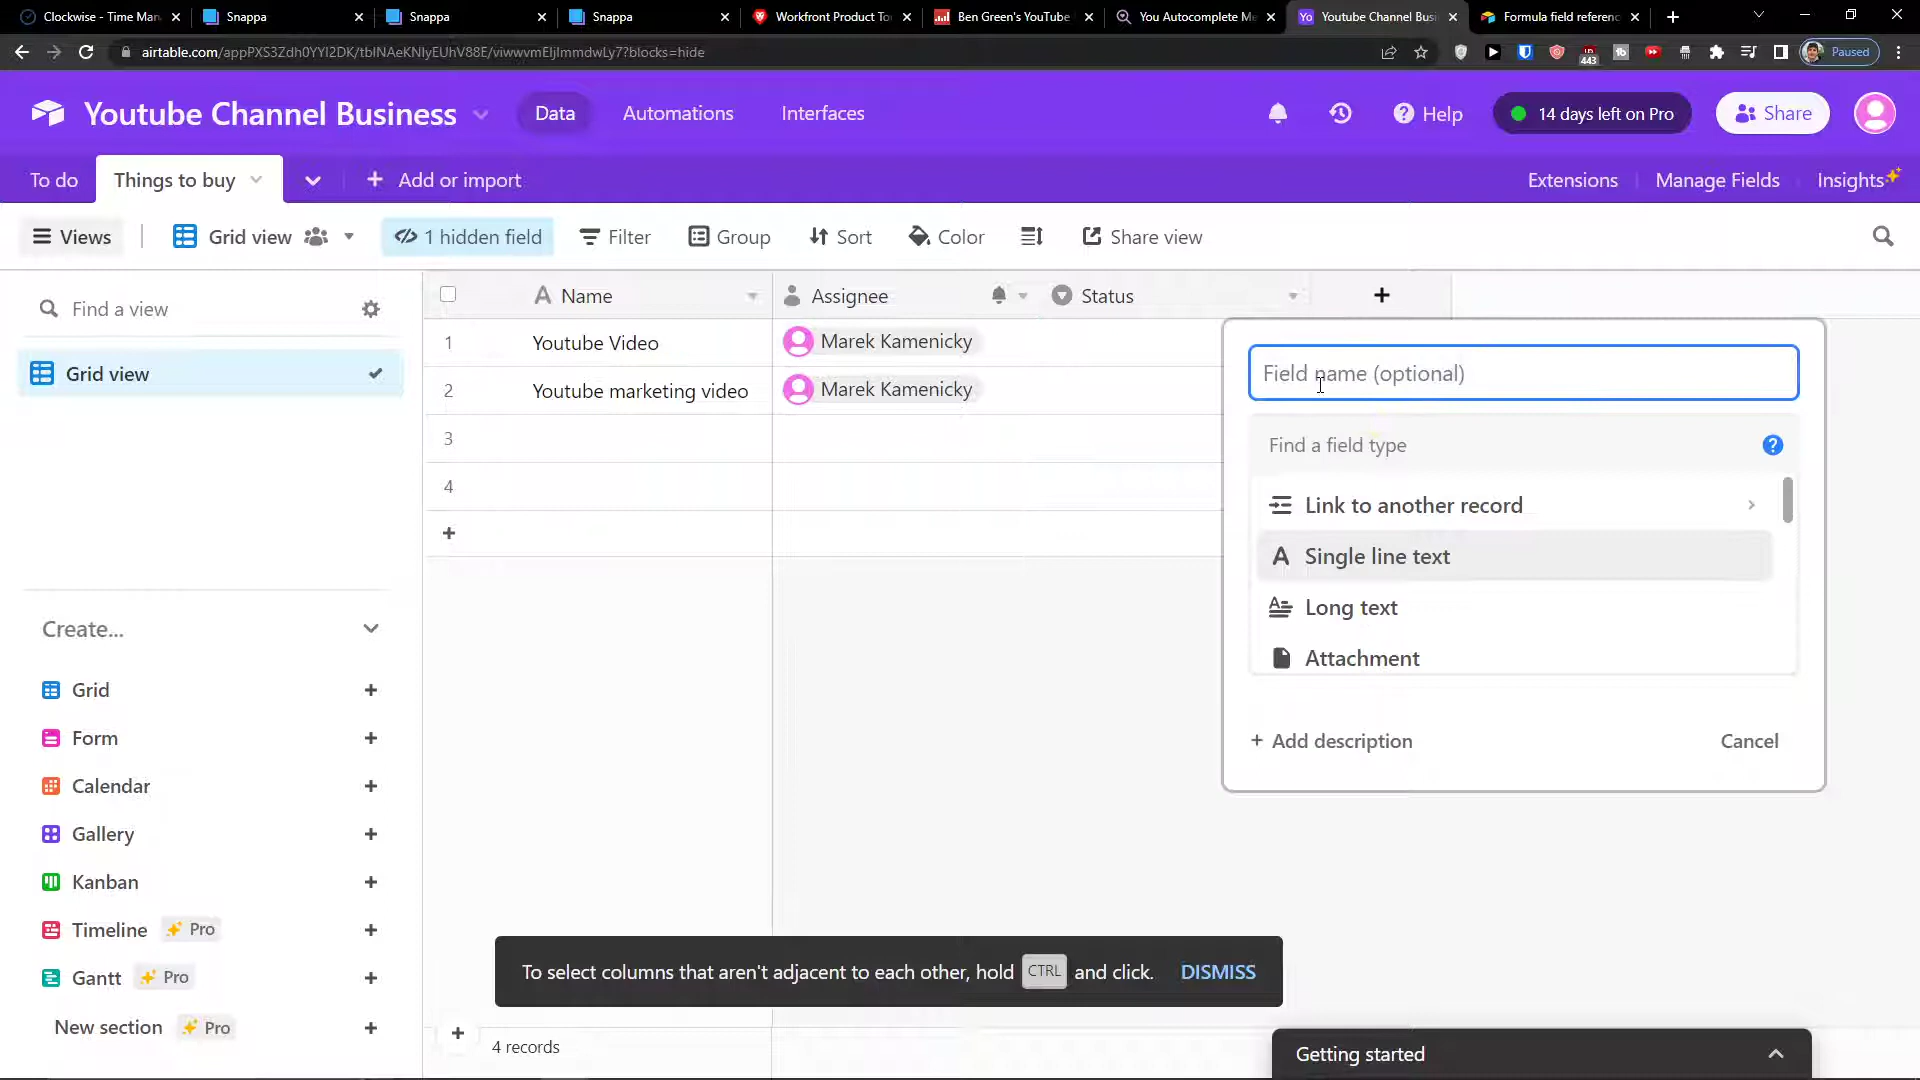 Clockwise - Time Man
Snappa
Snappa
Snappa
Workfront Product To
Ben Green's YouTube
You Autocomplete Me
Yo
Youtube Channel Busi
Formula field referenc
airtable.com/appPXS3Zdh0YYI2DK/tblNAeKNIyEUhV88E/viwwvmEljImmdwLy7?blocks=hide
443
Paused
Youtube Channel Business
Data
Automations
Interfaces
Help
14 days left on Pro
Share
To do
Things to buy
Add or import
Extensions
Manage Fields
Insights
Views
Grid view
1 hidden field
Filter
Group
Sort
Color
Share view
Find a view
Name
Assignee
Status
1
Youtube Video
Marek Kamenicky
2
Youtube marketing video
Marek Kamenicky
3
4
Grid view
Field name (optional)
Find a field type
Link to another record
Single line text
Long text
Attachment
+ Add description
Cancel
Create...
Grid
Form
Calendar
Gallery
Kanban
Timeline
Pro
Gantt
Pro
New section
Pro
To select columns that aren't adjacent to each other, hold CTRL and click. DISMISS
4 records
Getting started